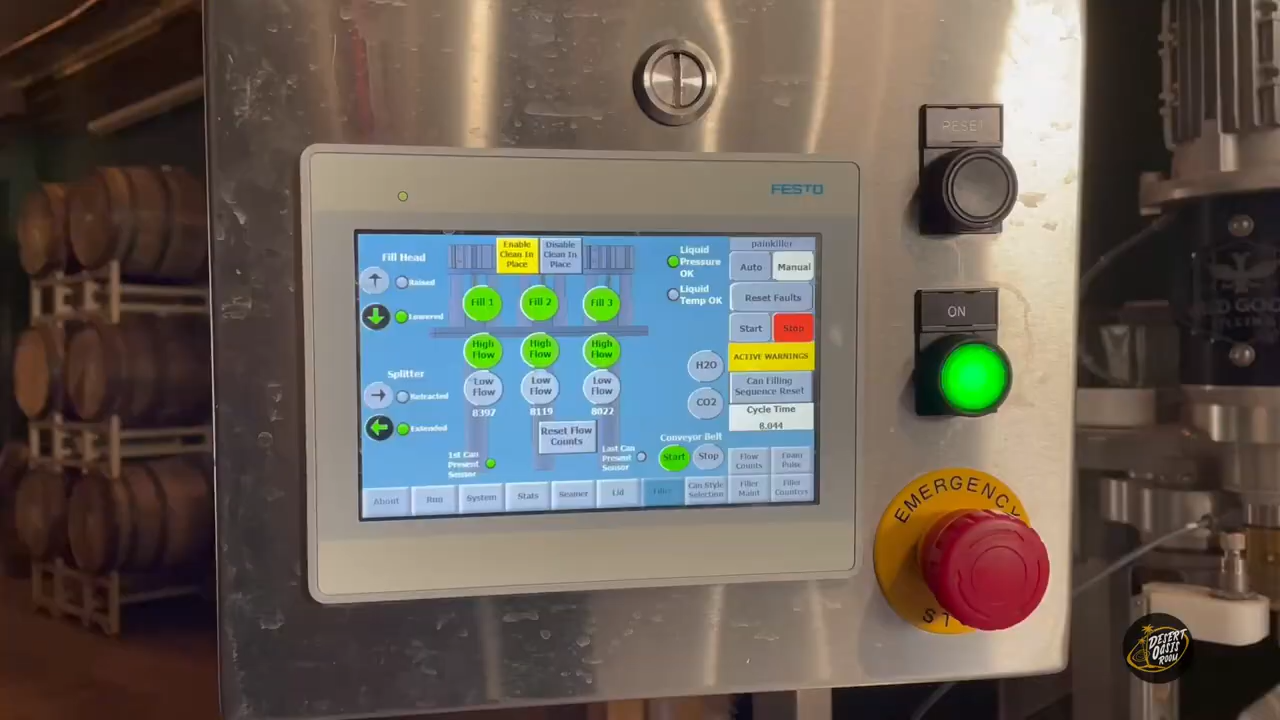 RESET
FESTO
ON
EMERGENCY
painkiller
Auto
Manual
Reset Faults
Start
Stop
ACTIVE WARNINGS
Can Filling
Sequence Reset
Cycle Time
8.044
Fill Head
Raised
Lowered
Splitter
Retracted
Extended
Enable
Clean In
Place
Disable
Clean In
Place
Fill 1
Fill 2
Fill 3
High
Flow
High
Flow
High
Flow
Low
Flow
Low
Flow
Low
Flow
8397
8119
8022
Reset Flow
Counts
1st Can
Present
Sensor
Last Can
Present
Sensor
Liquid
Pressure
OK
Liquid
Temp OK
H2O
CO2
Conveyor Belt
Start
Stop
Flow
Counts
Foam
Pulse
About
Run
System
Stats
Seamer
Lid
Filler
Can Style
Selection
Filler
Maint
Filler
Counters
DESERT
OASIS
ROOM